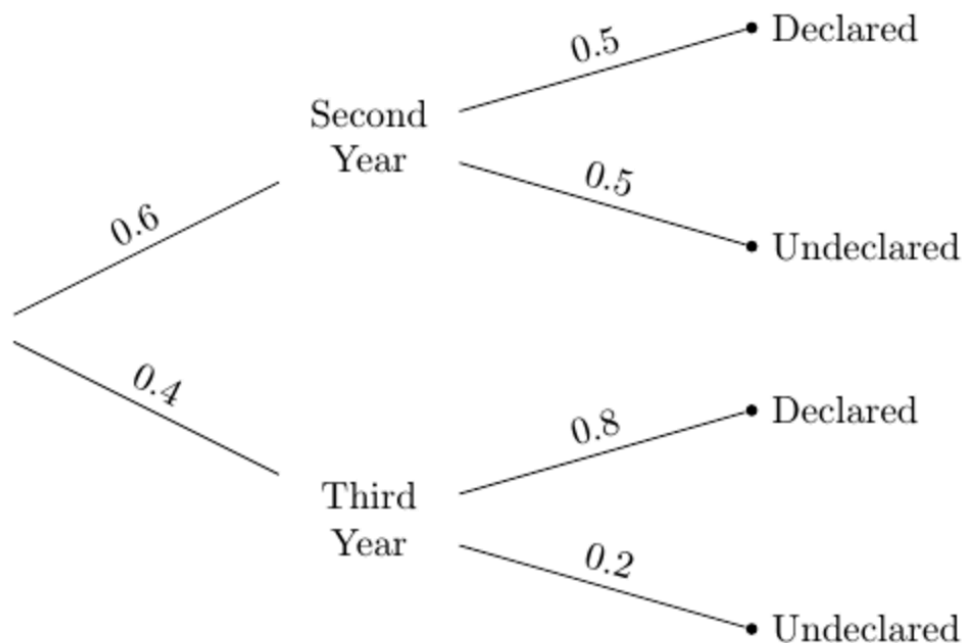 0.5
Declared
Second
Year
0.5
Undeclared
0.6
0.4
0.8
Declared
Third
Year
0.2
Undeclared